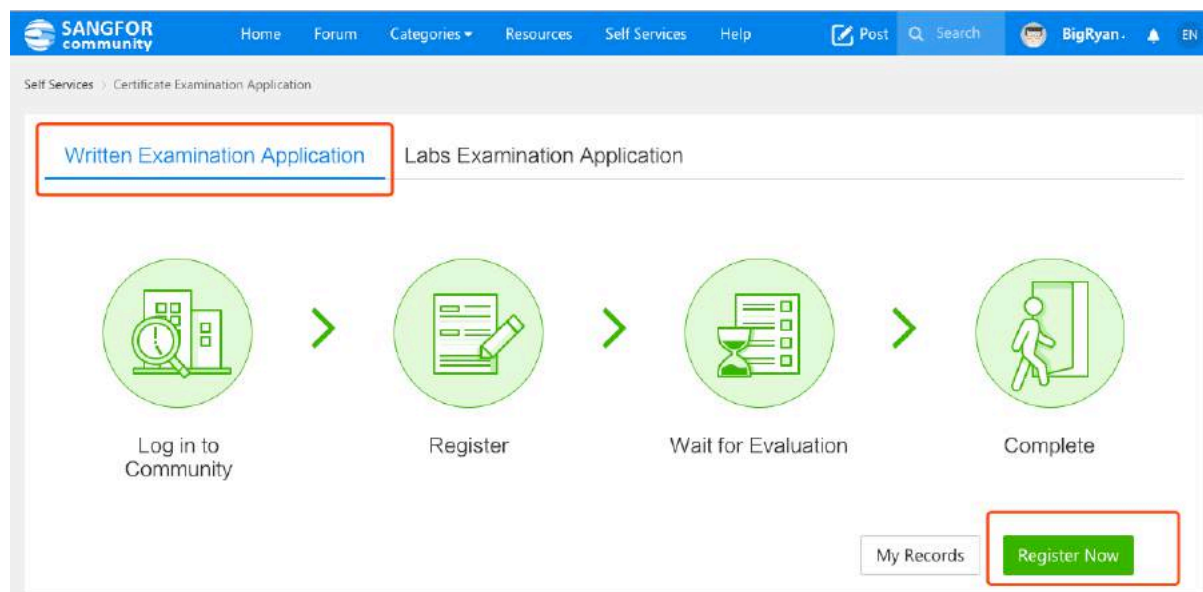 SANGFOR
community
Home Forum Categories Resources Self Services Help Post Search BigRyan. EN
Self Services > Certificate Examination Application
Written Examination Application Labs Examination Application
Log in to
Community
Register
Wait for Evaluation
Complete
My Records Register Now